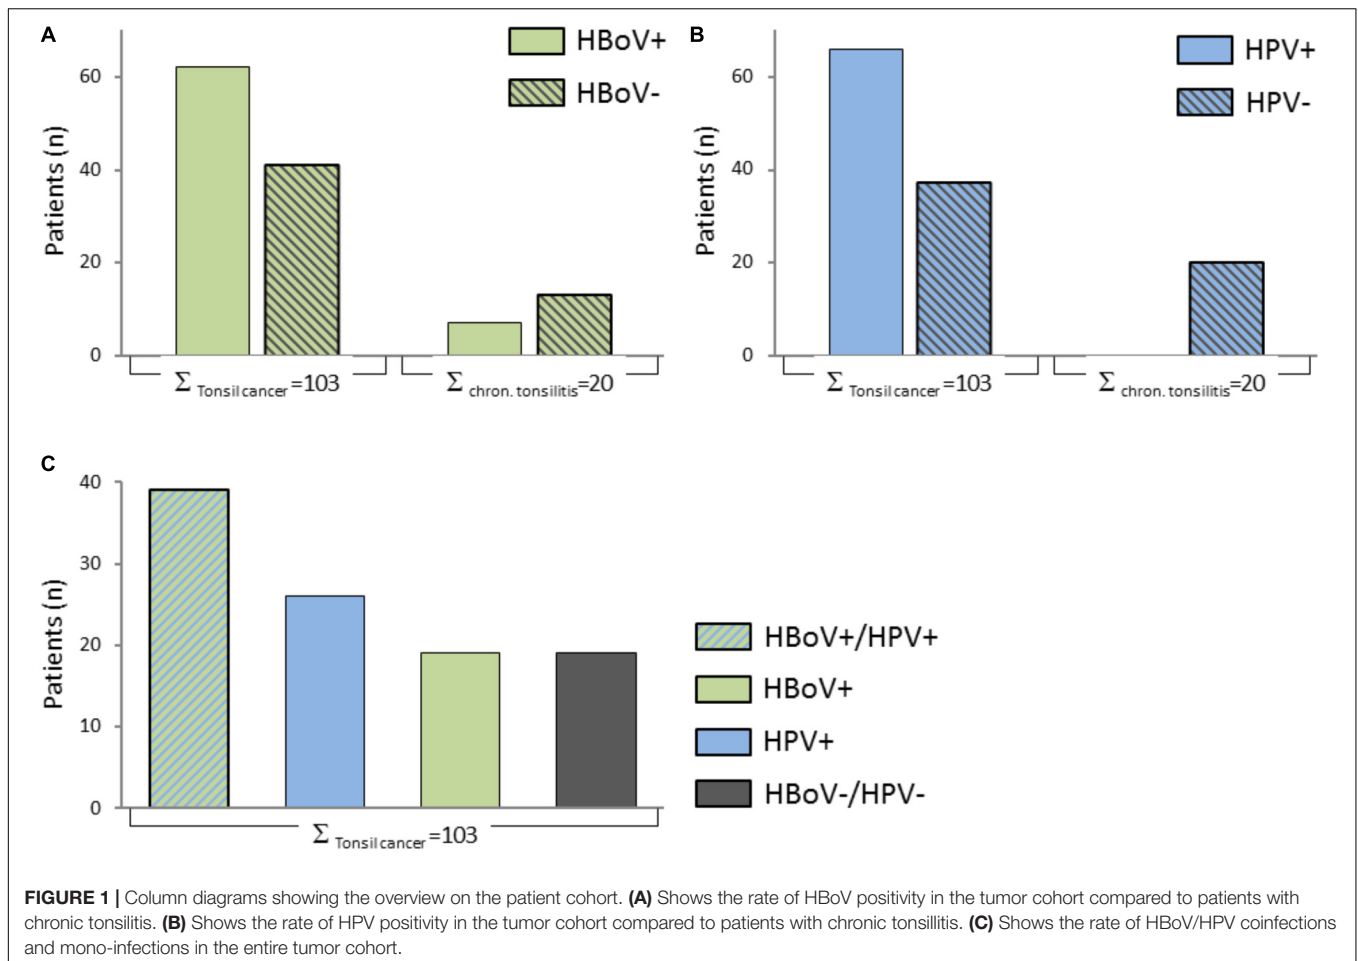 A
HBoV+
HBoV-
Patients (n)
60
40
20
0
Σ Tonsil cancer =103
Σ chron. tonsilitis =20
B
HPV+
HPV-
Patients (n)
60
40
20
0
Σ Tonsil cancer =103
Σ chron. tonsilitis =20
C
Patients (n)
40
30
20
10
0
Σ Tonsil cancer =103
HBoV+/HPV+
HBoV+
HPV+
HBoV-/HPV-
FIGURE 1 | Column diagrams showing the overview on the patient cohort. (A) Shows the rate of HBoV positivity in the tumor cohort compared to patients with
chronic tonsilitis. (B) Shows the rate of HPV positivity in the tumor cohort compared to patients with chronic tonsillitis. (C) Shows the rate of HBoV/HPV coinfections
and mono-infections in the entire tumor cohort.